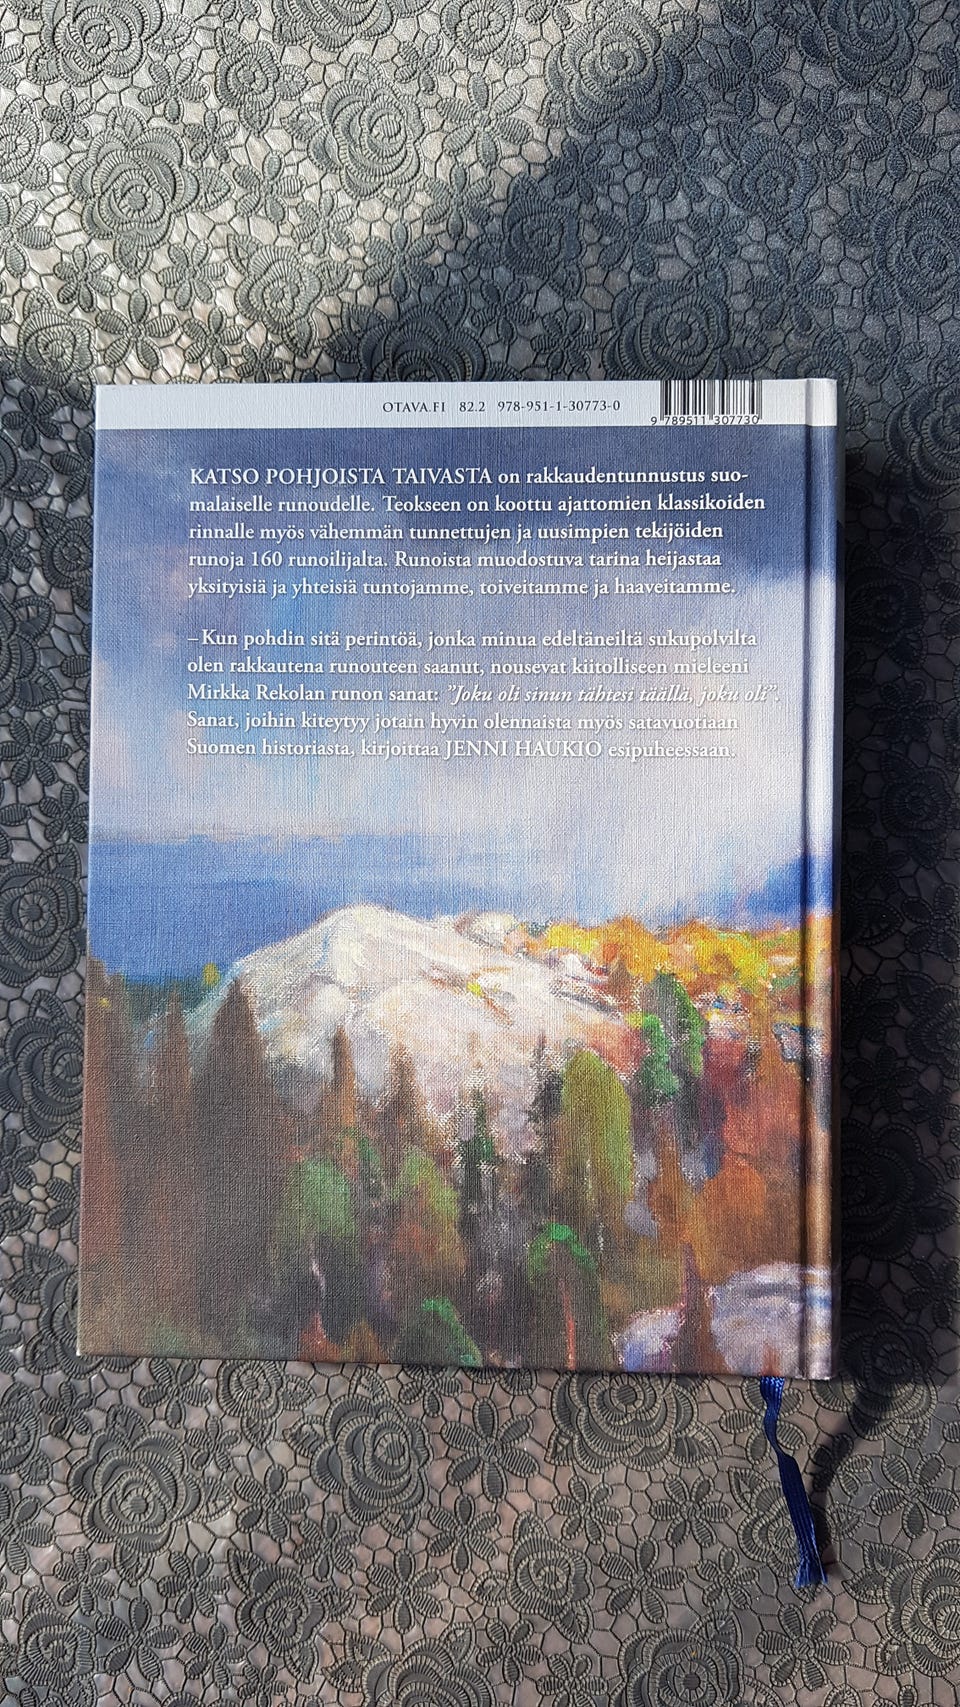 OTAVA.FI 82.2 978-951-1-30773-0
9 789511 307730
KATSO POHJOISTA TAIVASTA on rakkaudentunnustus suo-
malaiselle runoudelle. Teokseen on koottu ajattomien klassikoiden
rinnalle myös vähemmän tunnettujen ja uusimpien tekijöiden
runoja 160 runoilijalta. Runoista muodostuva tarina heijastaa
yksityisiä ja yhteisiä tuntojamme, toiveitamme ja haaveitamme.
– Kun pohdin sitä perintöä, jonka minua edeltäneiltä sukupolvilta
olen rakkautena runouteen saanut, nousevat kiitolliseen mieleeni
Mirkka Rekolan runon sanat: ”Joku oli sinun tähtesi täällä, joku oli”.
Sanat, joihin kiteytyy jotain hyvin olennaista myös satavuotiaan
Suomen historiasta, kirjoittaa JENNI HAUKIO esipuheessaan.